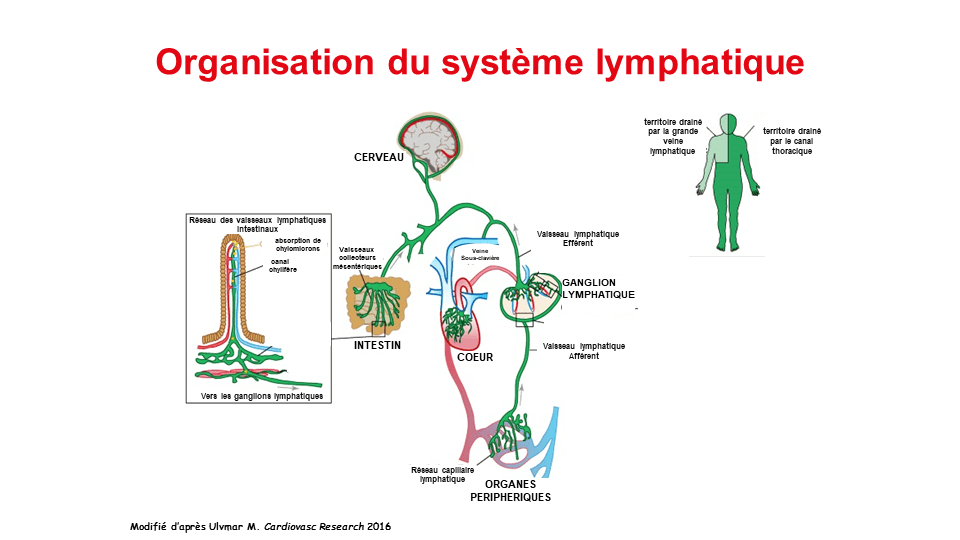 Organisation du système lymphatique
CERVEAU
territoire drainé
par la grande
veine
lymphatique
territoire drainé
par le canal
thoracique
Réseau des vaisseaux lymphatiques
intestinaux
absorption de
chylomicrons
canal
chylifère
Vers les ganglions lymphatiques
Vaisseaux
collecteurs
mésentériques
INTESTIN
Veine
Sous-clavière
COEUR
Vaisseau lymphatique
Efférent
GANGLION
LYMPHATIQUE
Vaisseau lymphatique
Afférent
Réseau capillaire
lymphatique
ORGANES
PERIPHERIQUES
Modifié d'après Ulvmar M. Cardiovasc Research 2016